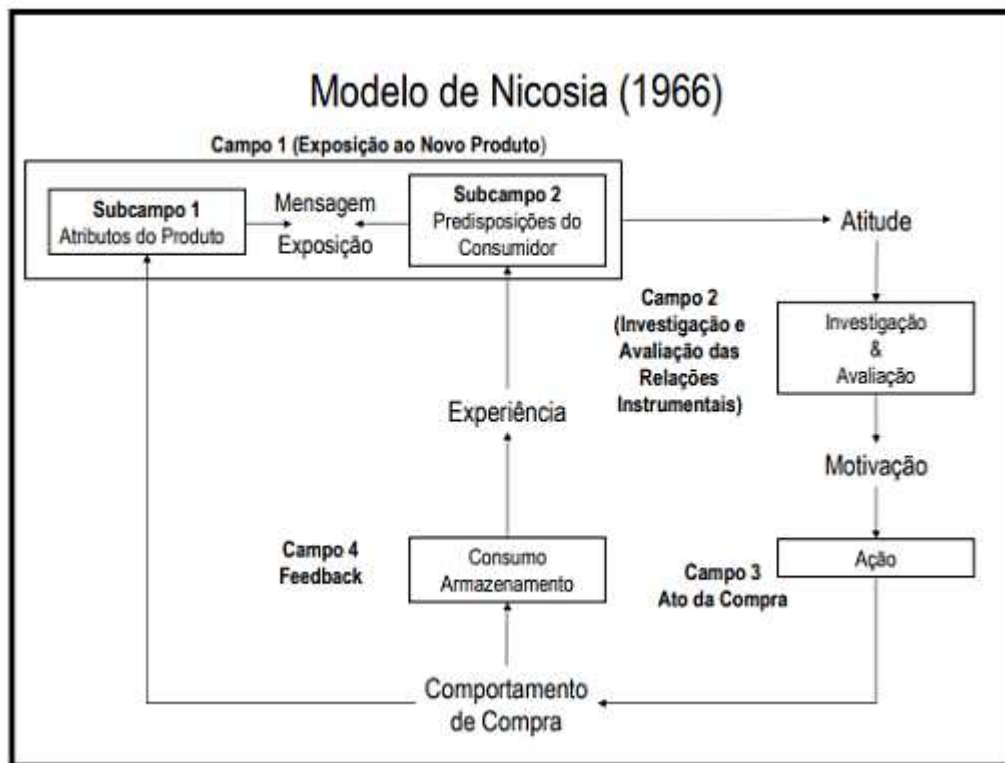 Modelo de Nicosia (1966)
Campo 1 (Exposição ao Novo Produto)
Subcampo 1
Atributos do Produto
Mensagem
Exposição
Subcampo 2
Predisposições do
Consumidor
Atitude
Campo 2
(Investigação e
Avaliação das
Relações
Instrumentais)
Investigação
&
Avaliação
Experiência
Motivação
Campo 4
Feedback
Consumo
Armazenamento
Campo 3
Ato da Compra
Ação
Comportamento
de Compra